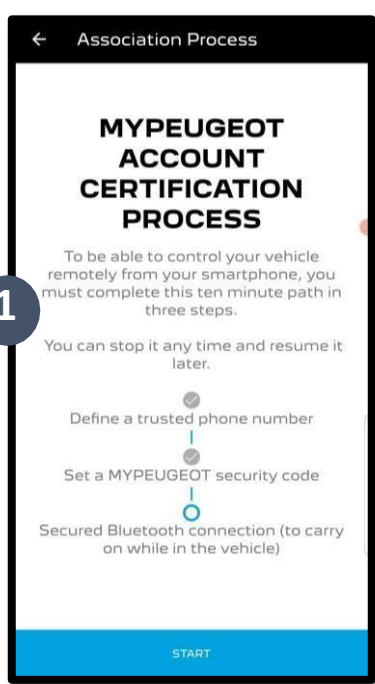 Association Process
MYPEUGEOT
ACCOUNT
CERTIFICATION
PROCESS
To be able to control your vehicle
remotely from your smartphone, you
must complete this ten minute path in
three steps.
1
You can stop it any time and resume it
later.
Define a trusted phone number
Set a MYPEUGEOT security code
Secured Bluetooth connection (to carry
on while in the vehicle)
START